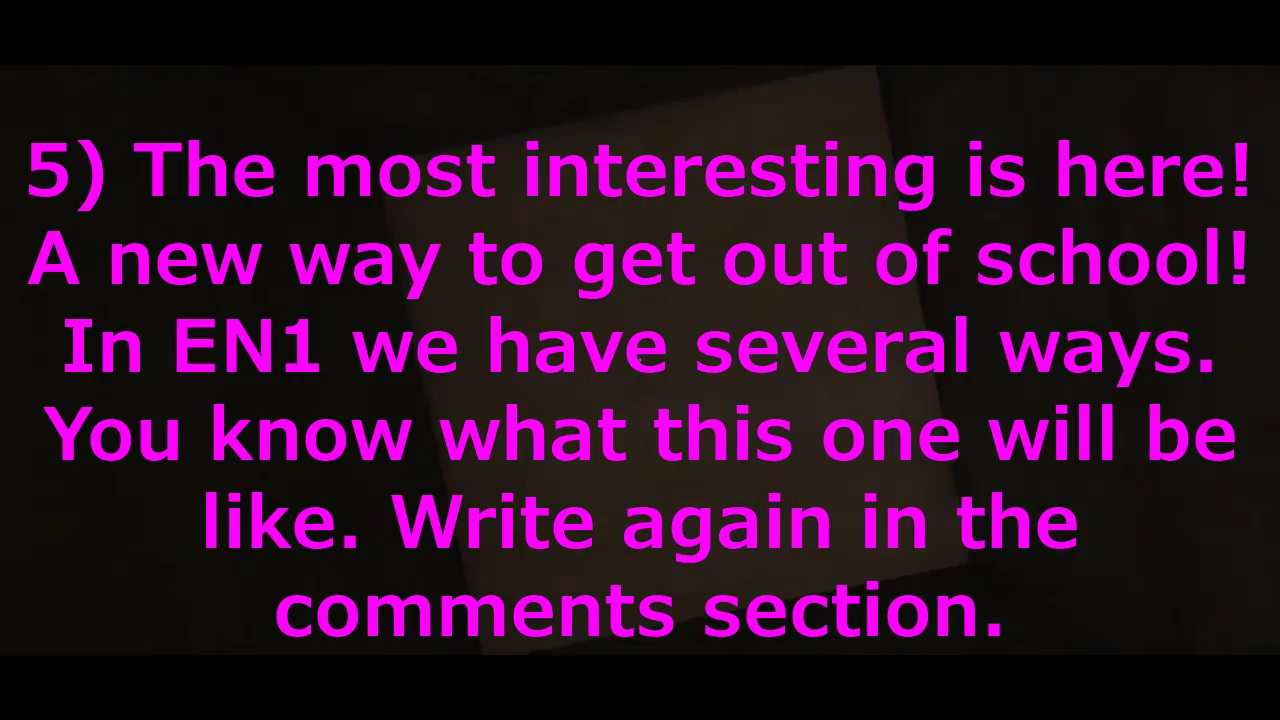 5) The most interesting is here!
A new way to get out of school!
In EN1 we have several ways.
You know what this one will be
like. Write again in the
comments section.